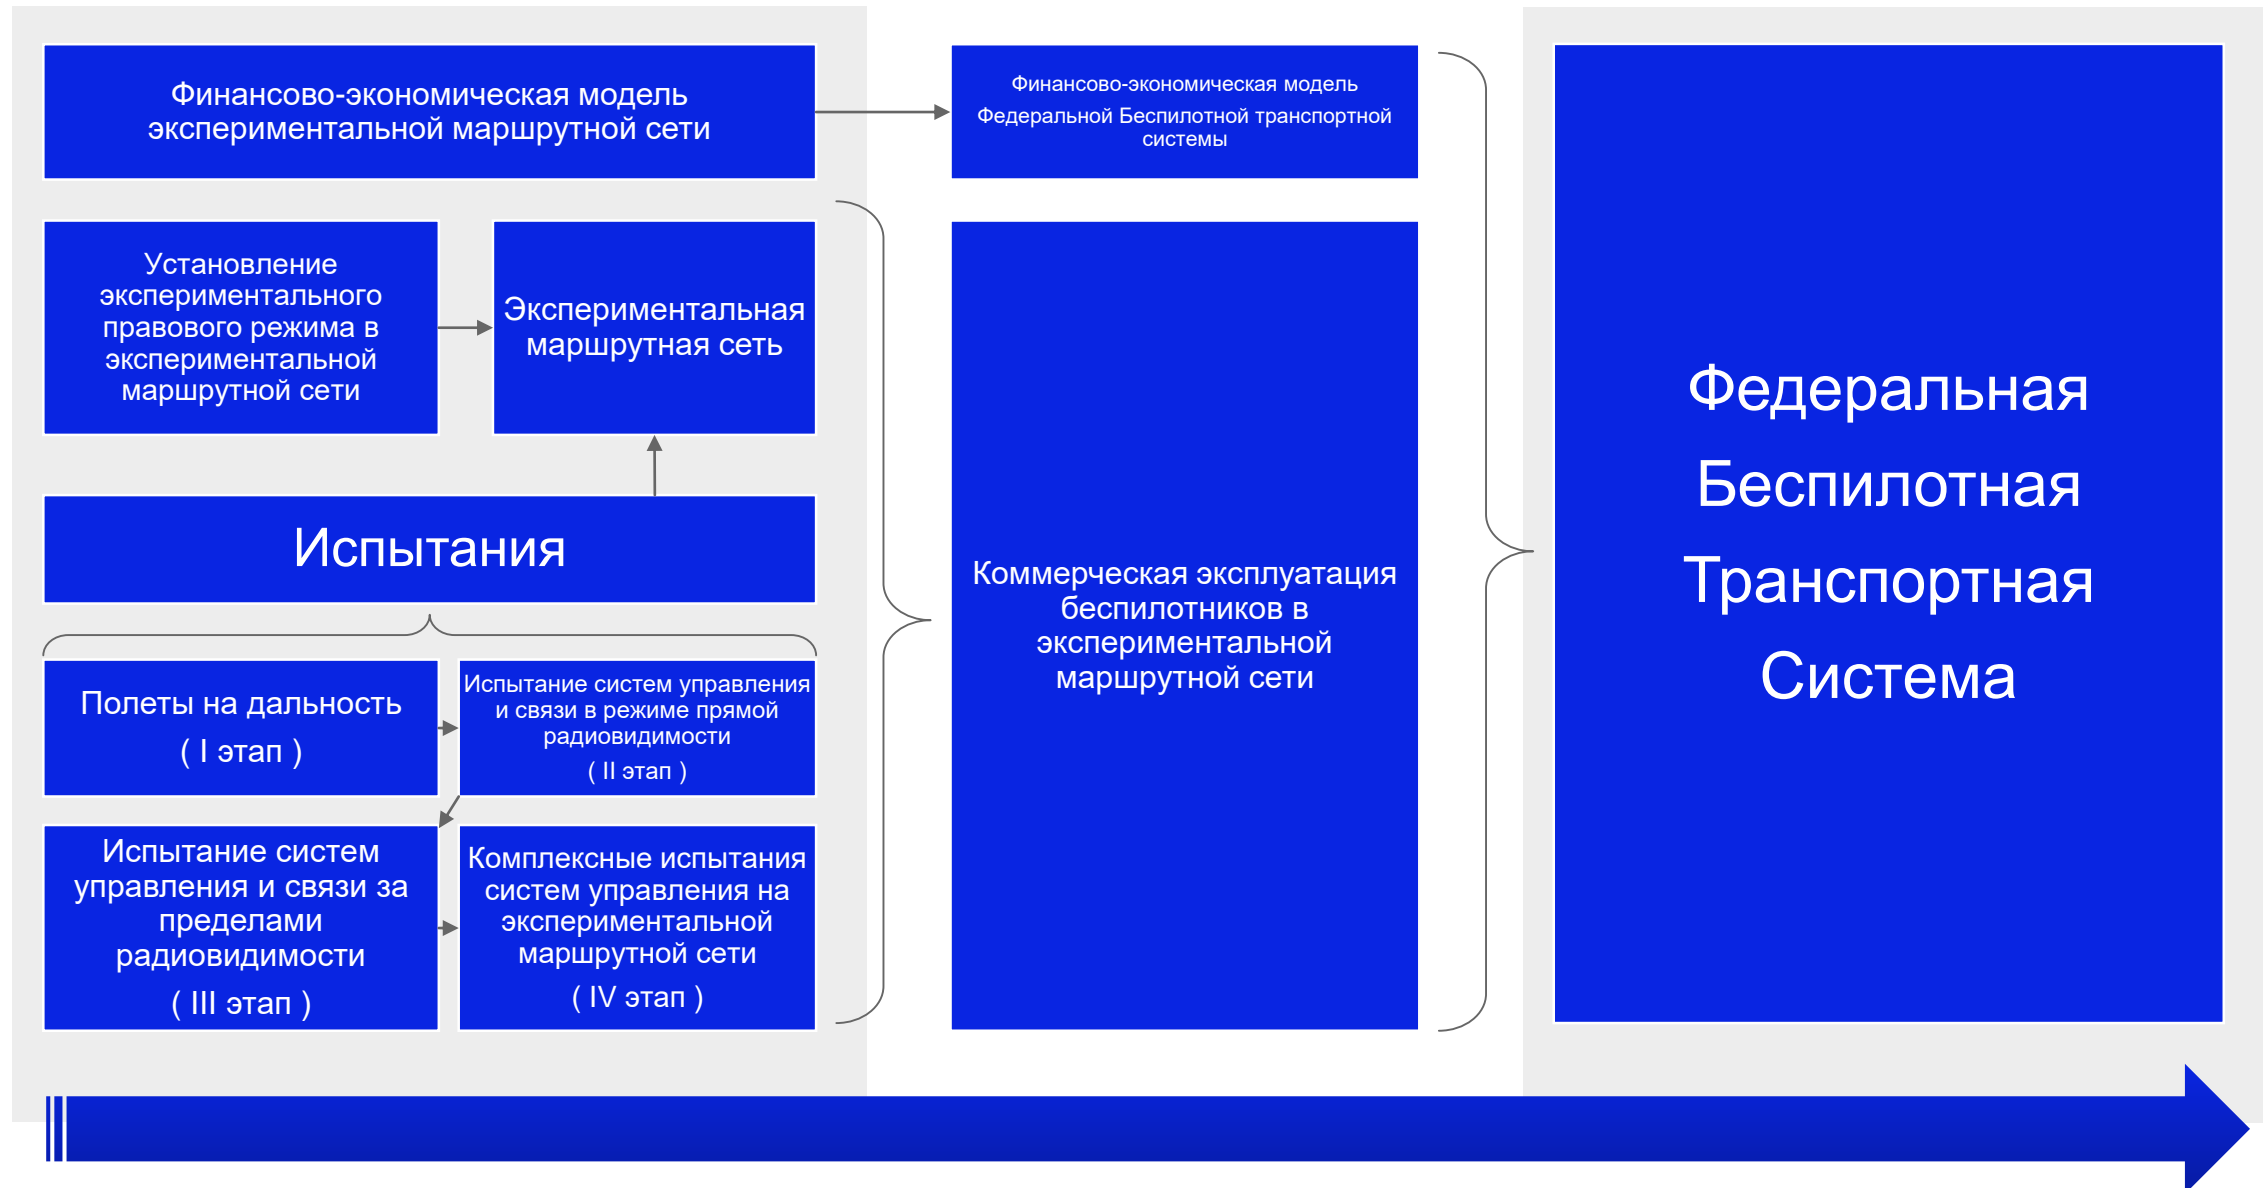 Финансово-экономическая модель
экспериментальной маршрутной сети
Финансово-экономическая модель
Федеральной Беспилотной транспортной
системы
Установление
экспериментального
правового режима в
экспериментальной
маршрутной сети
Экспериментальная
маршрутная сеть
Испытания
Полеты на дальность
( I этап )
Испытание систем управления
и связи в режиме прямой
радиовидимости
( II этап )
Испытание систем
управления и связи за
пределами
радиовидимости
( III этап )
Комплексные испытания
систем управления на
экспериментальной
маршрутной сети
( IV этап )
Коммерческая эксплуатация
беспилотников в
экспериментальной
маршрутной сети
Федеральная
Беспилотная
Транспортная
Система